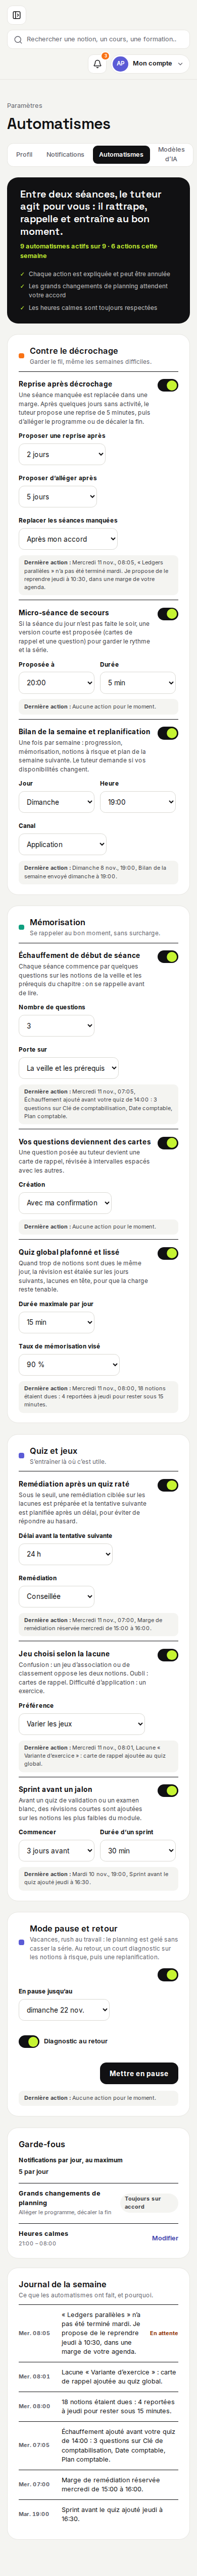 Rechercher une notion, un cours, une formation..
3
AP
Mon compte
Paramètres
Automatismes
Profil
Notifications
Automatismes
Modèles
d'IA
Entre deux séances, le tuteur
agit pour vous : il rattrape,
rappelle et entraîne au bon
moment.
9 automatismes actifs sur 9 · 6 actions cette
semaine
✓ Chaque action est expliquée et peut être annulée
✓ Les grands changements de planning attendent
votre accord
✓ Les heures calmes sont toujours respectées
Contre le décrochage
Garder le fil, même les semaines difficiles.
Reprise après décrochage
Une séance manquée est replacée dans une
marge. Après quelques jours sans activité, le
tuteur propose une reprise de 5 minutes, puis
d'alléger le programme ou de décaler la fin.
Proposer une reprise après
2 jours
Proposer d'alléger après
5 jours
Replacer les séances manquées
Après mon accord
Dernière action : Mercredi 11 nov., 08:05, « Ledgers
parallèles » n'a pas été terminé mardi. Je propose de le
reprendre jeudi à 10:30, dans une marge de votre
agenda.
Micro-séance de secours
Si la séance du jour n'est pas faite le soir, une
version courte est proposée (cartes de
rappel et une question) pour garder le rythme
et la série.
Proposée à
Durée
20:00
5 min
Dernière action : Aucune action pour le moment.
Bilan de la semaine et replanification
Une fois par semaine : progression,
mémorisation, notions à risque et plan de la
semaine suivante. Le tuteur demande si vos
disponibilités changent.
Jour
Heure
Dimanche
19:00
Canal
Application
Dernière action : Dimanche 8 nov., 19:00, Bilan de la
semaine envoyé dimanche à 19:00.
Mémorisation
Se rappeler au bon moment, sans surcharge.
Échauffement de début de séance
Chaque séance commence par quelques
questions sur les notions de la veille et les
prérequis du chapitre : on se rappelle avant
de lire.
Nombre de questions
3
Porte sur
La veille et les prérequis
Dernière action : Mercredi 11 nov., 07:05,
Échauffement ajouté avant votre quiz de 14:00 : 3
questions sur Clé de comptabilisation, Date comptable,
Plan comptable.
Vos questions deviennent des cartes
Une question posée au tuteur devient une
carte de rappel, révisée à intervalles espacés
avec les autres.
Création
Avec ma confirmation
Dernière action : Aucune action pour le moment.
Quiz global plafonné et lissé
Quand trop de notions sont dues le même
jour, la révision est étalée sur les jours
suivants, lacunes en tête, pour que la charge
reste tenable.
Durée maximale par jour
15 min
Taux de mémorisation visé
90 %
Dernière action : Mercredi 11 nov., 08:00, 18 notions
étaient dues : 4 reportées à jeudi pour rester sous 15
minutes.
Quiz et jeux
S'entraîner là où c'est utile.
Remédiation après un quiz raté
Sous le seuil, une remédiation ciblée sur les
lacunes est préparée et la tentative suivante
est planifiée après un délai, pour éviter de
répondre au hasard.
Délai avant la tentative suivante
24 h
Remédiation
Conseillée
Dernière action : Mercredi 11 nov., 07:00, Marge de
remédiation réservée mercredi de 15:00 à 16:00.
Jeu choisi selon la lacune
Confusion : un jeu d'association ou de
classement oppose les deux notions. Oubli :
cartes de rappel. Difficulté d'application : un
exercice.
Préférence
Varier les jeux
Dernière action : Mercredi 11 nov., 08:01, Lacune «
Variante d'exercice » : carte de rappel ajoutée au quiz
global.
Sprint avant un jalon
Avant un quiz de validation ou un examen
blanc, des révisions courtes sont ajoutées
sur les notions les plus faibles du module.
Commencer
Durée d'un sprint
3 jours avant
30 min
Dernière action : Mardi 10 nov., 19:00, Sprint avant le
quiz ajouté jeudi à 16:30.
Mode pause et retour
Vacances, rush au travail : le planning est gelé sans
casser la série. Au retour, un court diagnostic sur
les notions à risque, puis une replanification.
En pause jusqu'au
dimanche 22 nov.
Diagnostic au retour
Mettre en pause
Dernière action : Aucune action pour le moment.
Garde-fous
Notifications par jour, au maximum
5 par jour
Grands changements de
planning
Alléger le programme, décaler la fin
Toujours sur
accord
Heures calmes
21:00 – 08:00
Modifier
Journal de la semaine
Ce que les automatismes ont fait, et pourquoi.
Mer. 08:05
« Ledgers parallèles » n'a
pas été terminé mardi. Je
propose de le reprendre
jeudi à 10:30, dans une
marge de votre agenda.
En attente
Mer. 08:01
Lacune « Variante d'exercice » : carte
de rappel ajoutée au quiz global.
Mer. 08:00
18 notions étaient dues : 4 reportées
à jeudi pour rester sous 15 minutes.
Mer. 07:05
Échauffement ajouté avant votre quiz
de 14:00 : 3 questions sur Clé de
comptabilisation, Date comptable,
Plan comptable.
Mer. 07:00
Marge de remédiation réservée
mercredi de 15:00 à 16:00.
Mar. 19:00
Sprint avant le quiz ajouté jeudi à
16:30.